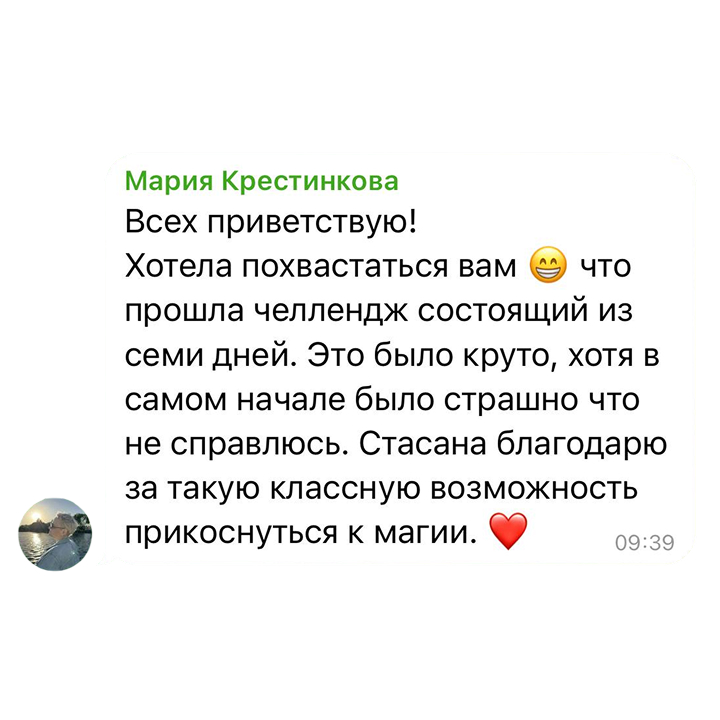 Мария Крестинкова
Всех приветствую!
Хотела похвастаться вам 😁 что
прошла челлендж состоящий из
семи дней. Это было круто, хотя в
самом начале было страшно что
не справлюсь. Стасана благодарю
за такую классную возможность
прикоснуться к магии. ❤️
09:39